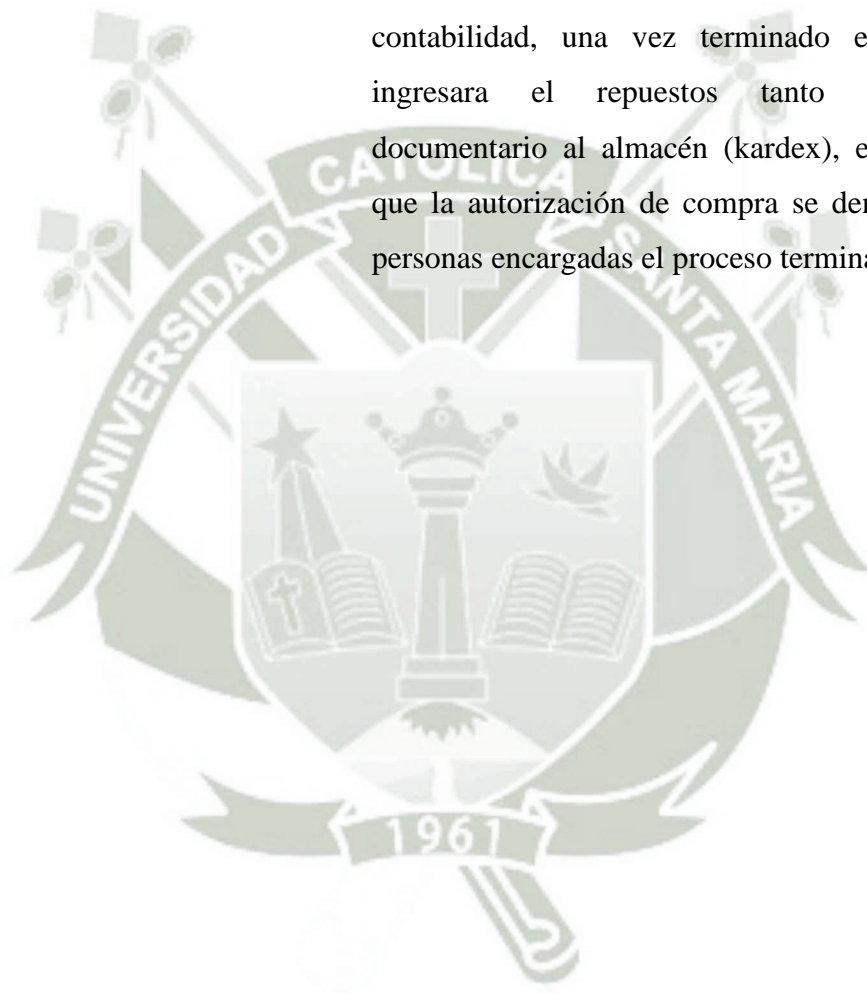 contabilidad, una vez terminado e
ingresara el repuestos tanto
documentario al almacén (kardex), e
que la autorización de compra se de
personas encargadas el proceso termina
UNIVERSIDAD CATOLICA SANTA MARIA
1961